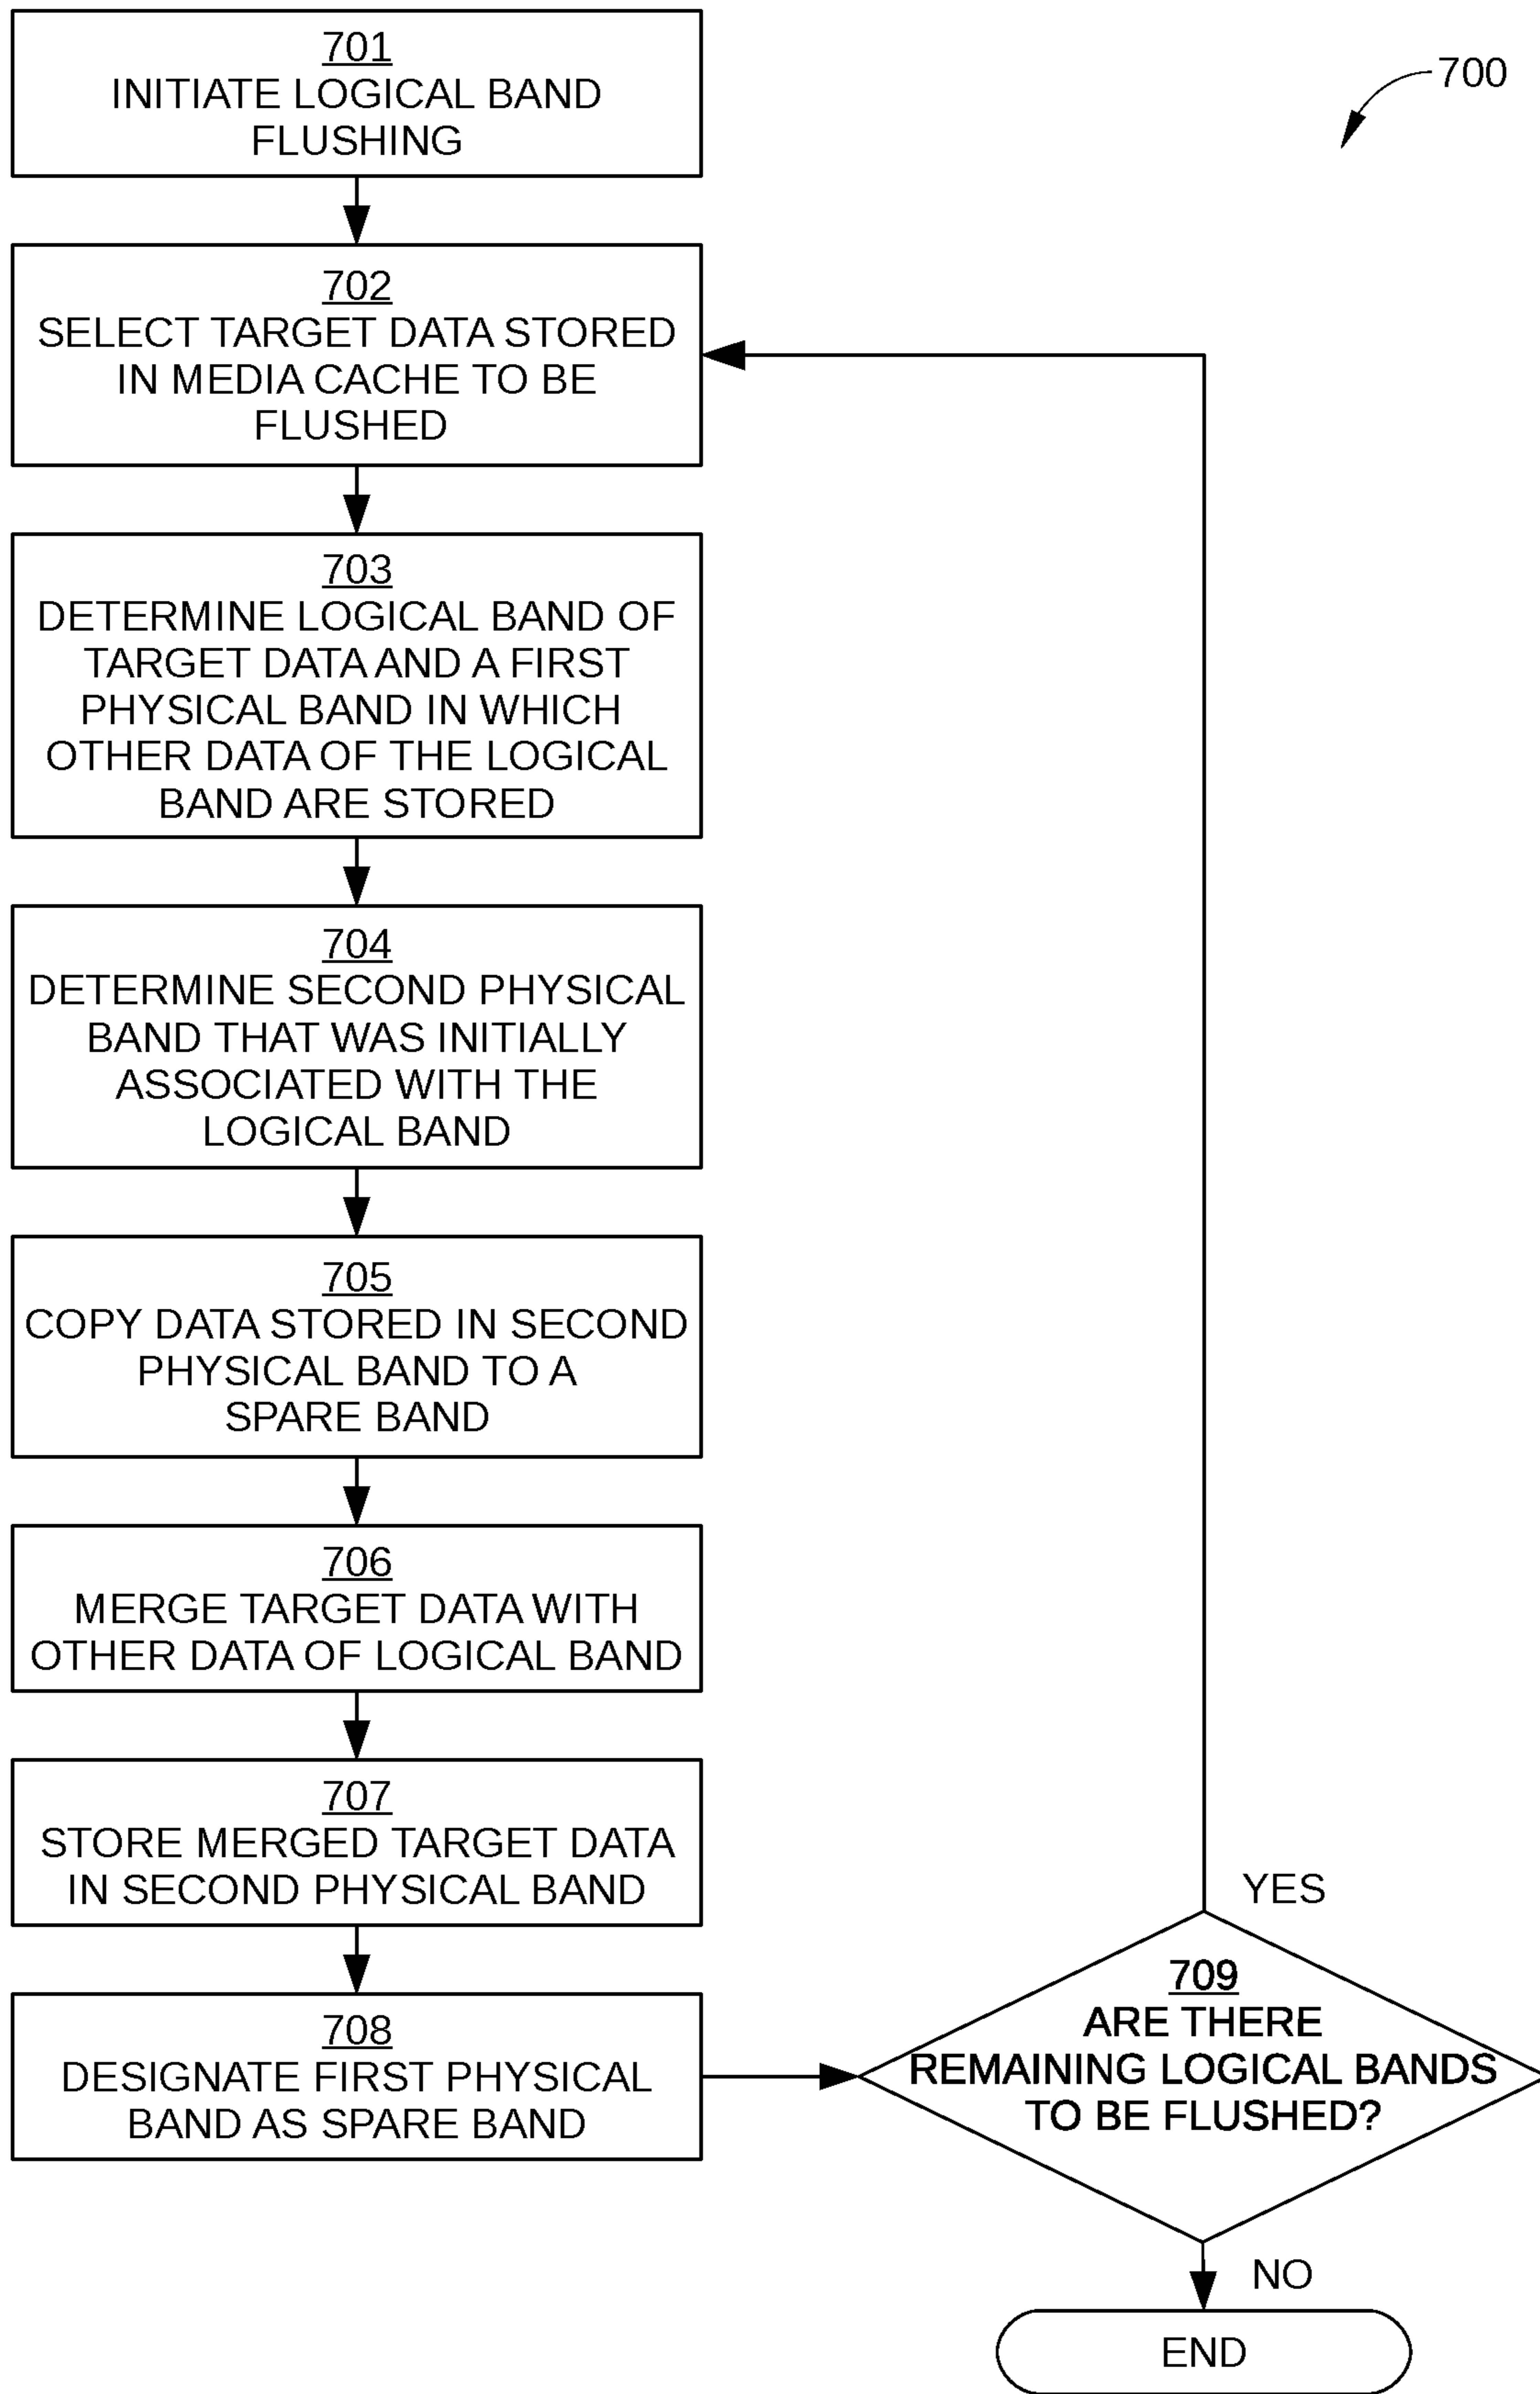 701
INITIATE LOGICAL BAND
FLUSHING
700
702
SELECT TARGET DATA STORED
IN MEDIA CACHE TO BE
FLUSHED
703
DETERMINE LOGICAL BAND OF
TARGET DATA AND A FIRST
PHYSICAL BAND IN WHICH
OTHER DATA OF THE LOGICAL
BAND ARE STORED
704
DETERMINE SECOND PHYSICAL
BAND THAT WAS INITIALLY
ASSOCIATED WITH THE
LOGICAL BAND
705
COPY DATA STORED IN SECOND
PHYSICAL BAND TO A
SPARE BAND
706
MERGE TARGET DATA WITH
OTHER DATA OF LOGICAL BAND
707
STORE MERGED TARGET DATA
IN SECOND PHYSICAL BAND
708
DESIGNATE FIRST PHYSICAL
BAND AS SPARE BAND
YES
709
ARE THERE
REMAINING LOGICAL BANDS
TO BE FLUSHED?
NO
END